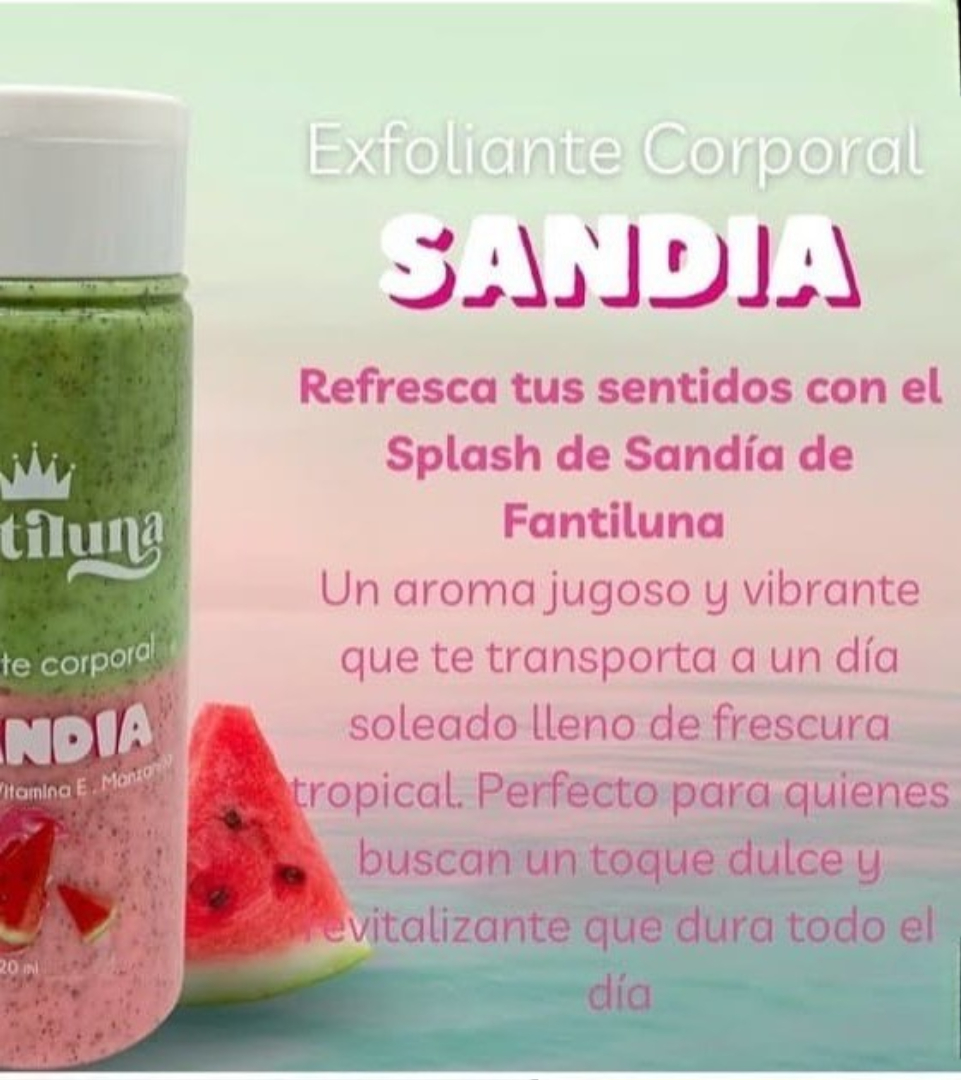 Exfoliante Corporal
SANDIA
Refresca tus sentidos con el
Splash de Sandía de
Fantiluna
Un aroma jugoso y vibrante
que te transporta a un día
soleado lleno de frescura
tropical. Perfecto para quienes
buscan un toque dulce y
revitalizante que dura todo el
día
tiluna
te corporal
NDIA
Vitamina E . Manzanilla
20 ml